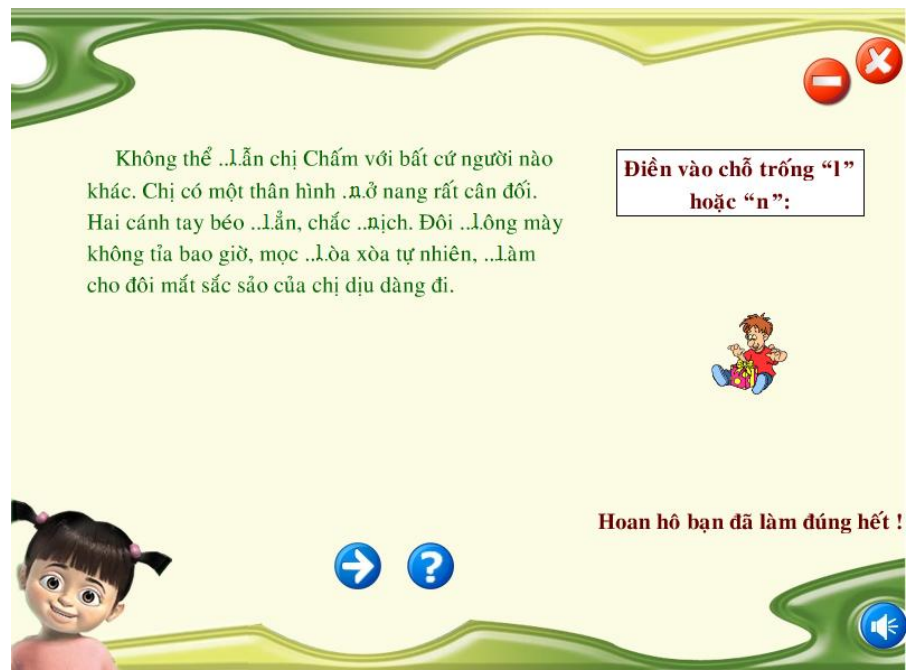 Không thể ..l.ẫn chị Chấm với bất cứ người nào
khác. Chị có một thân hình .n.ở nang rất cân đối.
Hai cánh tay béo ..l.ẳn, chắc ..n.ịch. Đôi ..l.ông mày
không tỉa bao giờ, mọc ..l.òa xòa tự nhiên, ..l.àm
cho đôi mắt sắc sảo của chị dịu dàng đi.
Điền vào chỗ trống “l”
hoặc “n”:
Hoan hô bạn đã làm đúng hết !